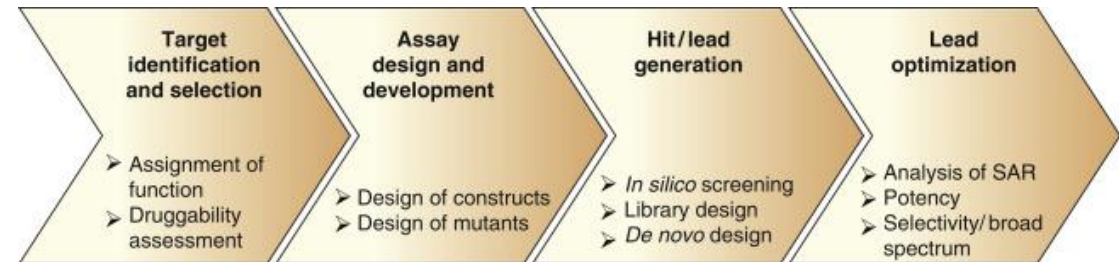 Target
identification
and selection
➢ Assignment of
function
➢ Druggability
assessment
Assay
design and
development
➢ Design of constructs
➢ Design of mutants
Hit/lead
generation
➢ In silico screening
➢ Library design
➢ De novo design
Lead
optimization
➢ Analysis of SAR
➢ Potency
➢ Selectivity/broad
spectrum